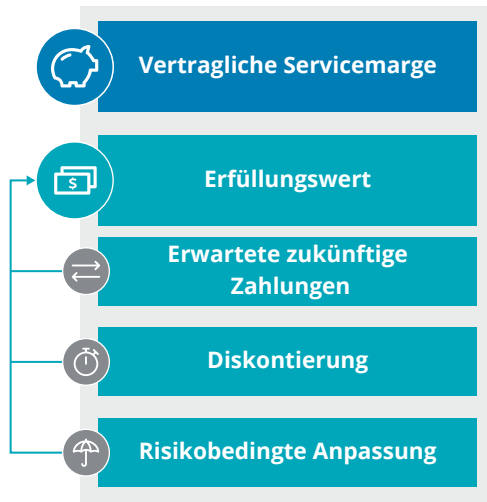 Vertragliche Servicemarge
$
Erfüllungswert
Erwartete zukünftige
Zahlungen
Diskontierung
Risikobedingte Anpassung